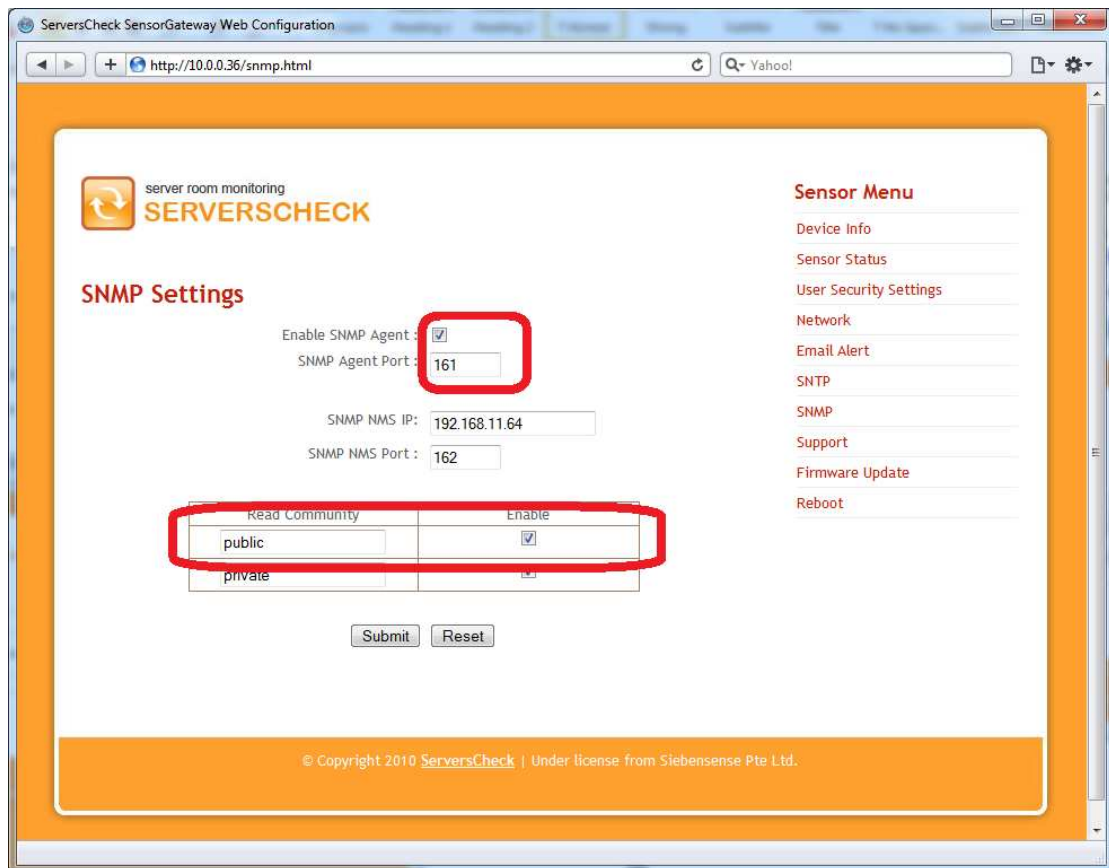 ServersCheck SensorGateway Web Configuration
http://10.0.0.36/snmp.html
Yahoo!
server room monitoring
SERVERSCHECK
SNMP Settings
Enable SNMP Agent :
SNMP Agent Port : 161
SNMP NMS IP: 192.168.11.64
SNMP NMS Port : 162
Read Community Enable
public
private
Submit Reset
Sensor Menu
Device Info
Sensor Status
User Security Settings
Network
Email Alert
SNTP
SNMP
Support
Firmware Update
Reboot
© Copyright 2010 ServersCheck | Under license from Siebensense Pte Ltd.